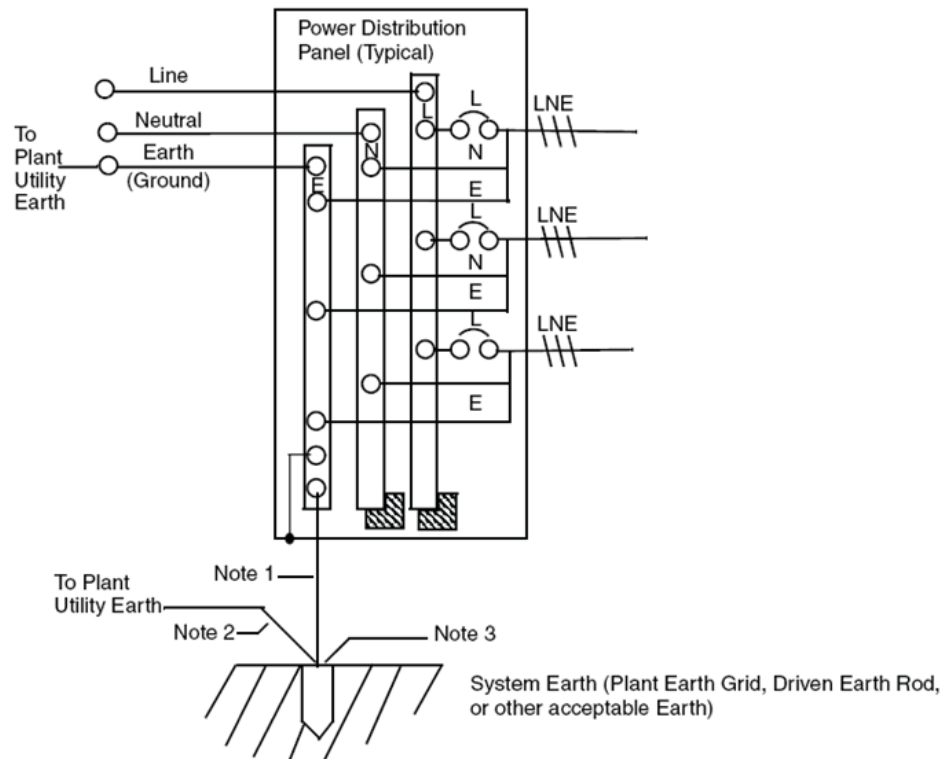 Power Distribution
Panel (Typical)
Line
Neutral
Earth
(Ground)
To
Plant
Utility
Earth
L
N
E
L
N
E
LNE
L
N
E
LNE
L
E
LNE
Note 1
To Plant
Utility Earth
Note 2
Note 3
System Earth (Plant Earth Grid, Driven Earth Rod,
or other acceptable Earth)